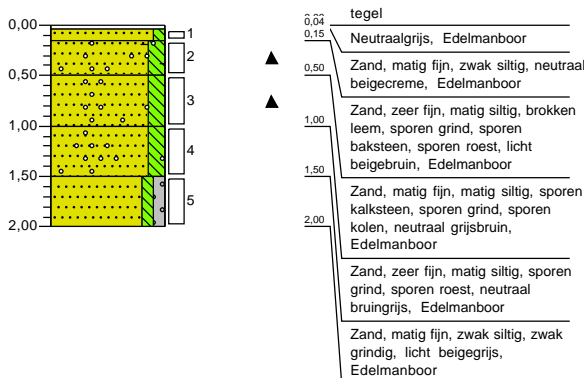 0,00
0,50
1,00
1,50
2,00
1
2
3
4
5
0,00
0,04
0,15
0,50
1,00
1,50
2,00
tegel
Neutraalgrijs, Edelmanboor
Zand, matig fijn, zwak siltig, neutraal
beigecreme, Edelmanboor
Zand, zeer fijn, matig siltig, brokken
leem, sporen grind, sporen
baksteen, sporen roest, licht
beigebruin, Edelmanboor
Zand, matig fijn, matig siltig, sporen
kalksteen, sporen grind, sporen
kolen, neutraal grijsbruin,
Edelmanboor
Zand, zeer fijn, matig siltig, sporen
grind, sporen roest, neutraal
bruingrijs, Edelmanboor
Zand, matig fijn, zwak siltig, zwak
grindig, licht beigegrijs,
Edelmanboor